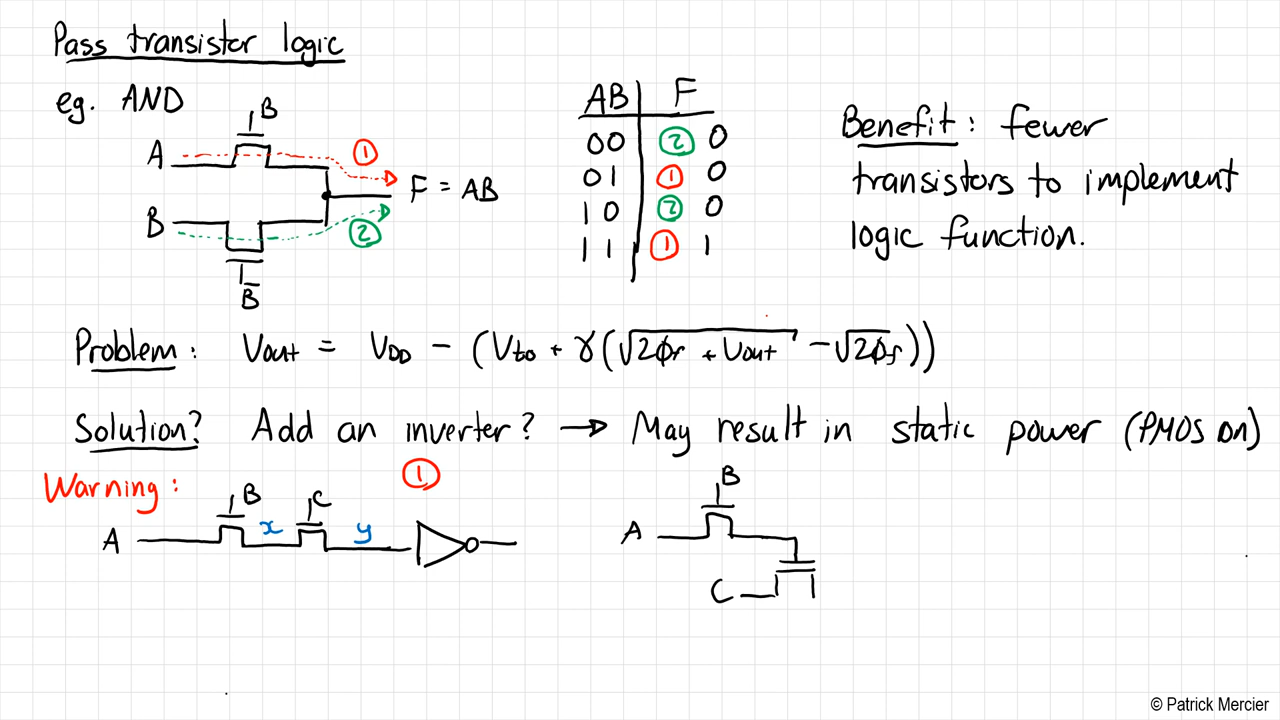 Pass transistor logic
eg. AND
B
A
①
F = AB
B
②
B̅
AB F
00 ② 0
01 ① 0
10 ② 0
11 ① 1
Benefit: fewer
transistors to implement
logic function.
Problem: Vout = VDD - (Vto + γ(√2φf + Vout - √2φf))
Solution? Add an inverter? → May result in static power (PMOS on)
Warning:
①
B
C
A
x
y
B
A
C
© Patrick Mercier